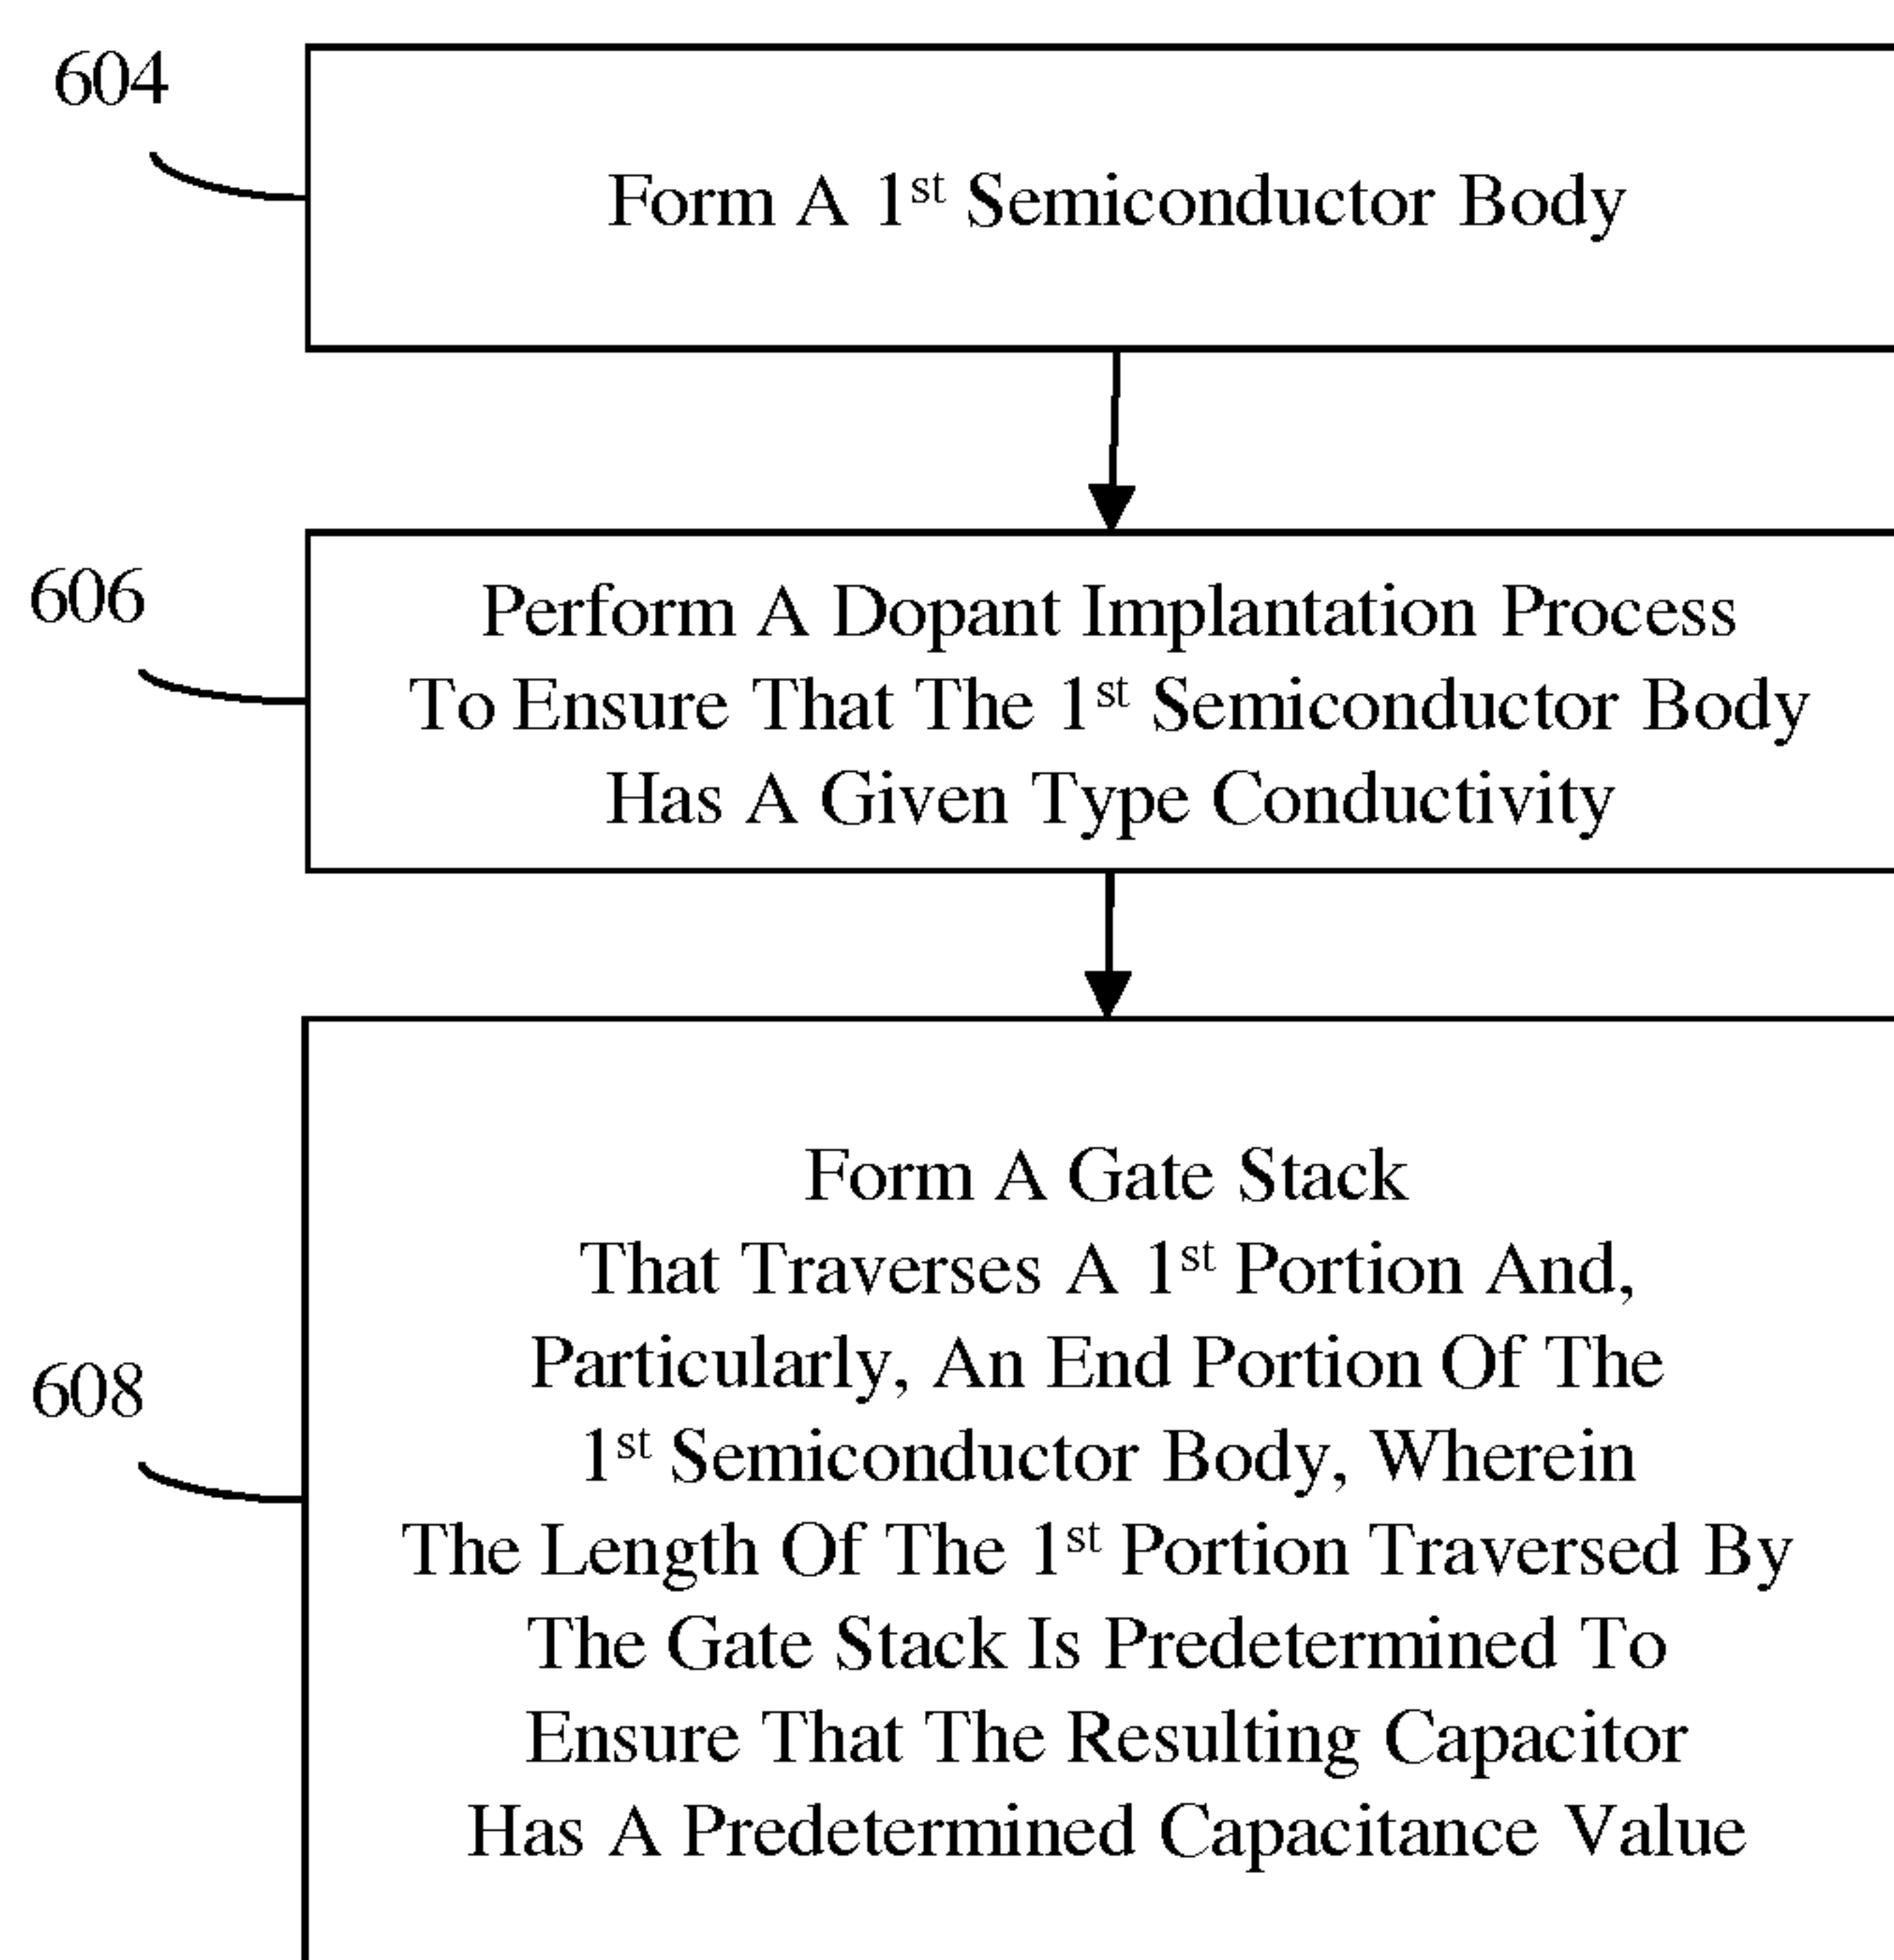 604
Form A 1st Semiconductor Body
606
Perform A Dopant Implantation Process
To Ensure That The 1st Semiconductor Body
Has A Given Type Conductivity
608
Form A Gate Stack
That Traverses A 1st Portion And,
Particularly, An End Portion Of The
1st Semiconductor Body, Wherein
The Length Of The 1st Portion Traversed By
The Gate Stack Is Predetermined To
Ensure That The Resulting Capacitor
Has A Predetermined Capacitance Value